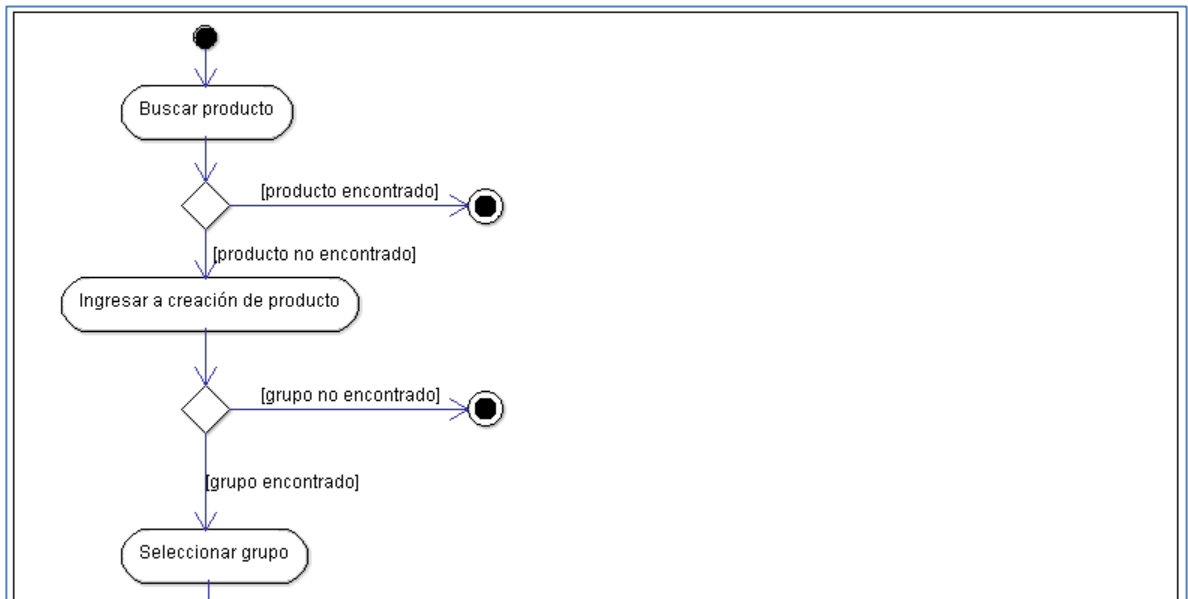 Buscar producto
[producto encontrado]
[producto no encontrado]
Ingresar a creación de producto
[grupo no encontrado]
[grupo encontrado]
Seleccionar grupo